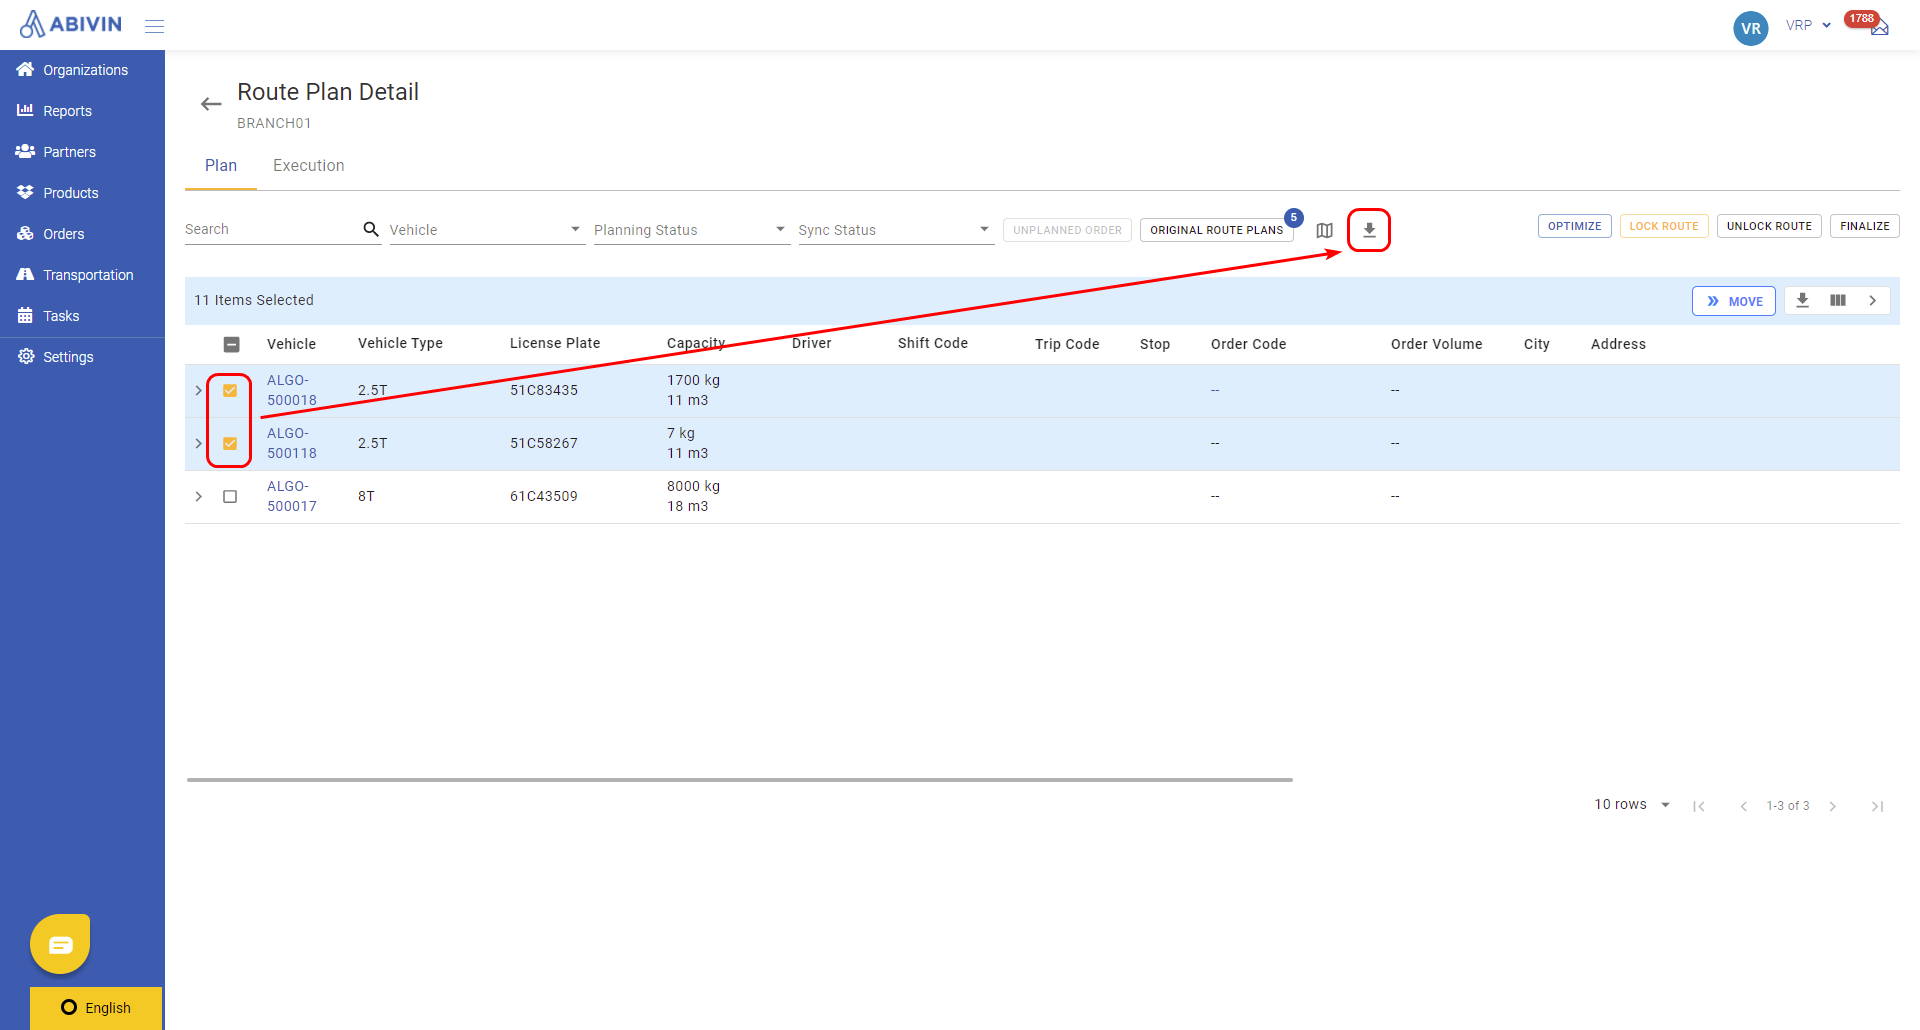 ABIVIN
VR
VRP
1788
Organizations
Reports
Partners
Products
Orders
Transportation
Tasks
Settings
English
Route Plan Detail
BRANCH01
Plan
Execution
Search
Vehicle
Planning Status
Sync Status
UNPLANNED ORDER
ORIGINAL ROUTE PLANS
5
OPTIMIZE
LOCK ROUTE
UNLOCK ROUTE
FINALIZE
11 Items Selected
MOVE
Vehicle Vehicle Type License Plate Capacity Driver Shift Code Trip Code Stop Order Code Order Volume City Address
ALGO-
500018
2.5T
51C83435
1700 kg
11 m3
--
--
ALGO-
500118
2.5T
51C58267
7 kg
11 m3
--
--
ALGO-
500017
8T
61C43509
8000 kg
18 m3
--
--
10 rows
1-3 of 3